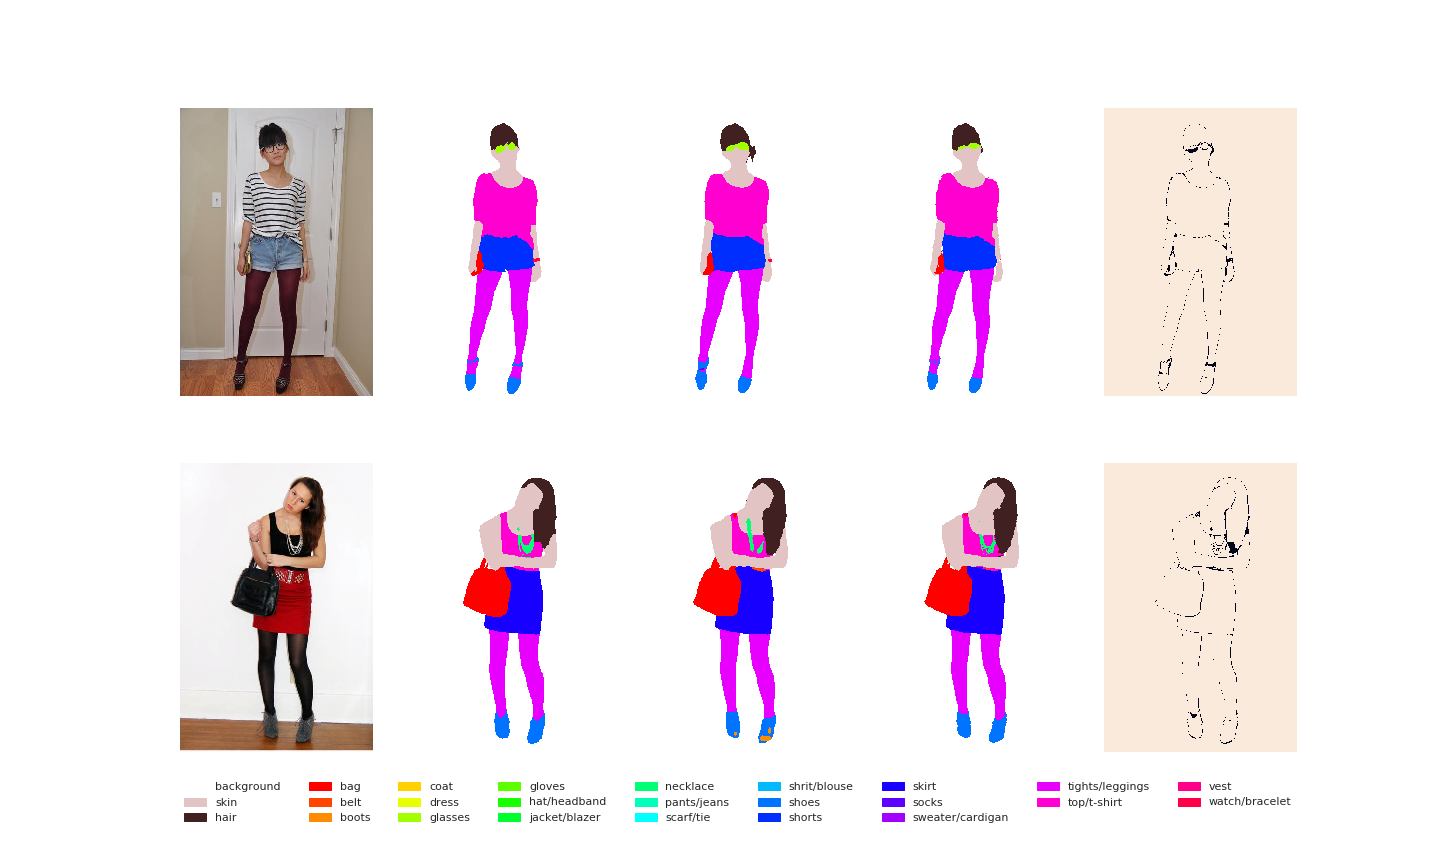 background bag coat gloves necklace shrit/blouse skirt tights/leggings vest
skin belt dress hat/headband pants/jeans shoes socks top/t-shirt watch/bracelet
hair boots glasses jacket/blazer scarf/tie shorts sweater/cardigan